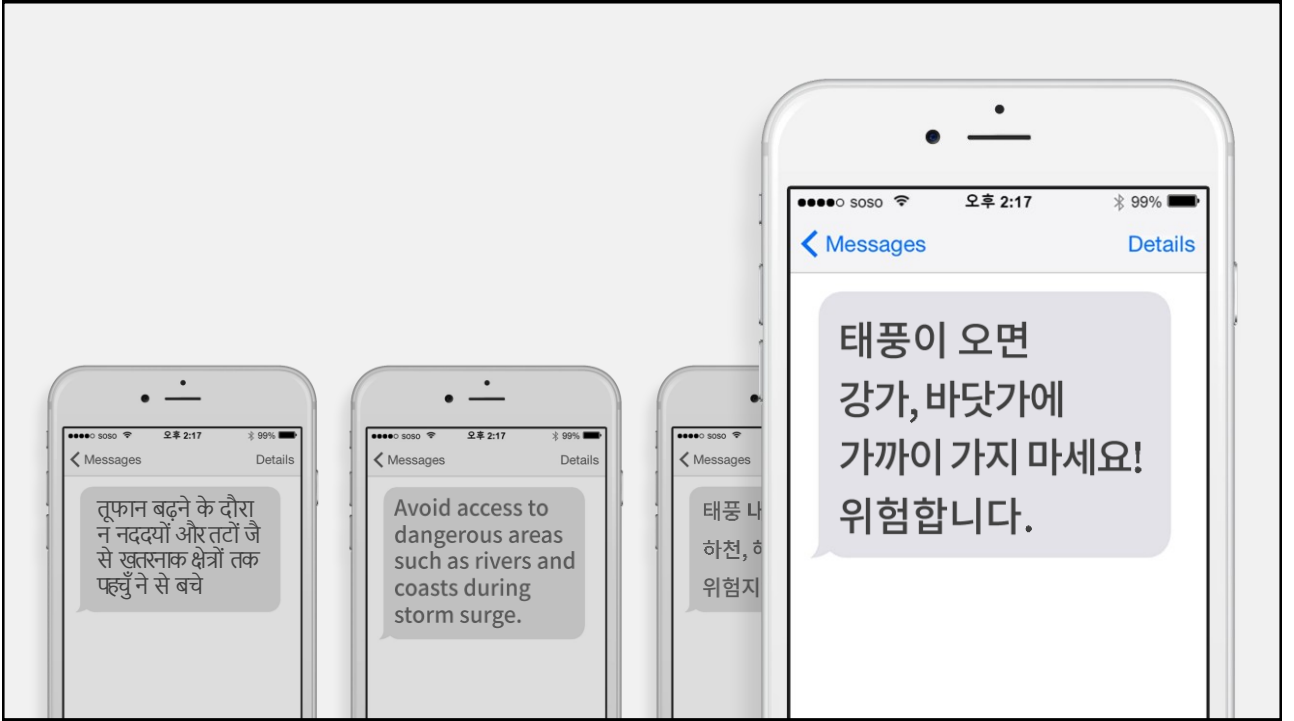 soso 오후 2:17 99%
Messages Details
तूफान बढ़ने के दौरा
न नददयों और तटों जै
से खतरनाक क्षेत्रों तक
पहचुँ ने से बचे
soso 오후 2:17 99%
Messages Details
Avoid access to
dangerous areas
such as rivers and
coasts during
storm surge.
soso
Messages
태풍
하천,
위험지
soso 오후 2:17 99%
Messages Details
태풍이 오면
강가, 바닷가에
가까이 가지 마세요!
위험합니다.